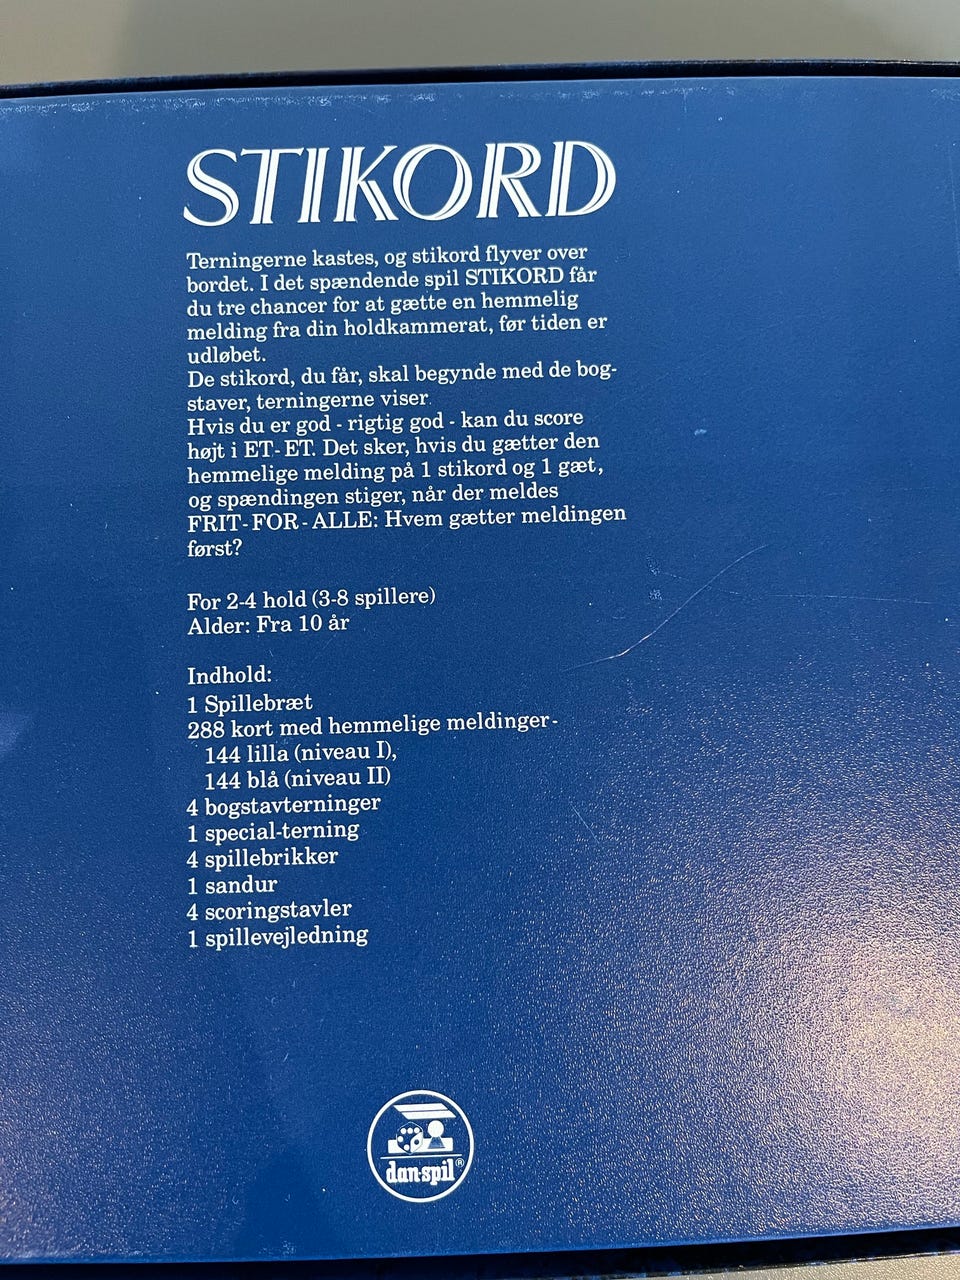 STIKORD
Terningerne kastes, og stikord flyver over
bordet. I det spændende spil STIKORD får
du tre chancer for at gætte en hemmelig
melding fra din holdkammerat, før tiden er
udløbet.
De stikord, du får, skal begynde med de bog-
staver, terningerne viser.
Hvis du er god - rigtig god - kan du score
højt i ET-ET. Det sker, hvis du gætter den
hemmelige melding på 1 stikord og 1 gæt,
og spændingen stiger, når der meldes
FRIT-FOR-ALLE: Hvem gætter meldingen
først?
For 2-4 hold (3-8 spillere)
Alder: Fra 10 år
Indhold:
1 Spillebræt
288 kort med hemmelige meldinger-
144 lilla (niveau I),
144 blå (niveau II)
4 bogstavterninger
1 special-terning
4 spillebrikker
1 sandur
4 scoringstavler
1 spillevejledning
dan-spil®